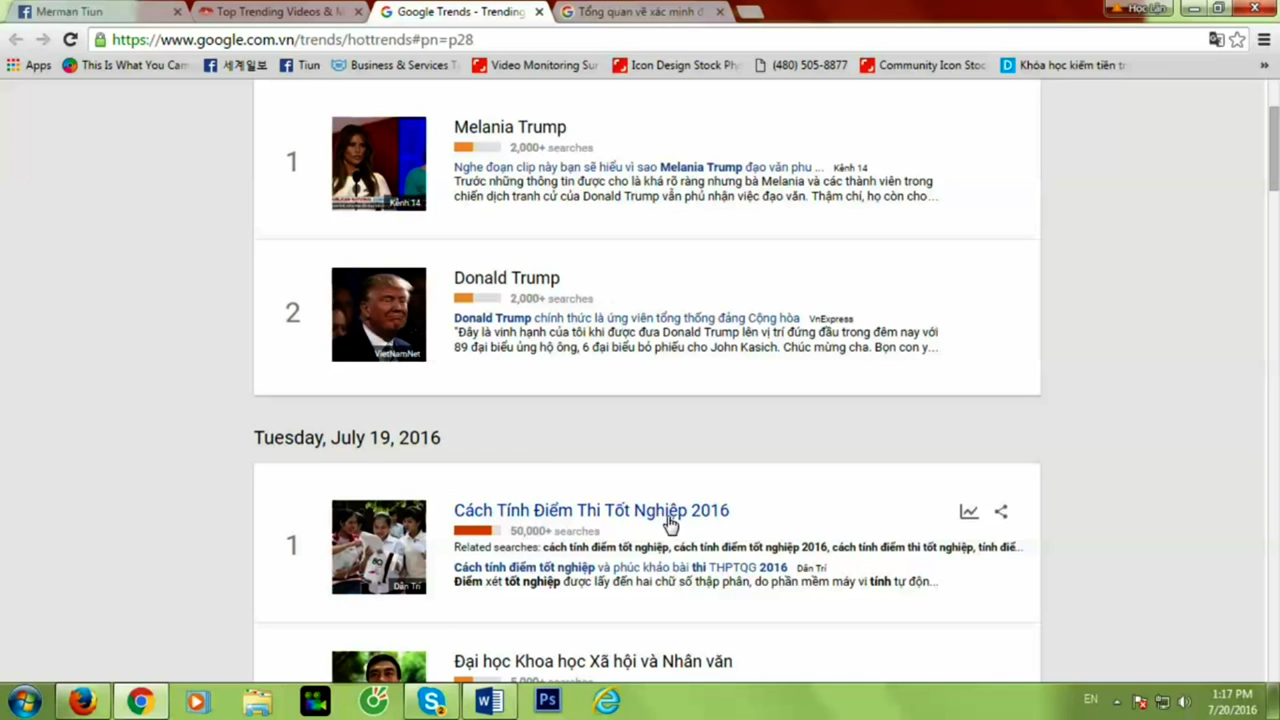 Merman Tiun
Top Trending Videos & M
Google Trends - Trending
Tổng quan về xác minh d
Học Lần
https://www.google.com.vn/trends/hottrends#pn=p28
Apps
This Is What You Can
세계일보
Tiun
Business & Services T
Video Monitoring Sur
Icon Design Stock Ph
(480) 505-8877
Community Icon Stoc
Khóa học kiếm tiền tr
»
1
Melania Trump
2,000+ searches
Nghe đoạn clip này bạn sẽ hiểu vì sao Melania Trump đạo văn phu ... Kênh 14
Trước những thông tin được cho là khá rõ ràng nhưng bà Melania và các thành viên trong
chiến dịch tranh cử của Donald Trump vẫn phủ nhận việc đạo văn. Thậm chí, họ còn cho...
Kênh 14
2
Donald Trump
2,000+ searches
Donald Trump chính thức là ứng viên tổng thống đảng Cộng hòa VnExpress
"Đây là vinh hạnh của tôi khi được đưa Donald Trump lên vị trí đứng đầu trong đêm nay với
89 đại biểu ủng hộ ông, 6 đại biểu bỏ phiếu cho John Kasich. Chúc mừng cha. Bọn con y...
VietNamNet
Tuesday, July 19, 2016
1
Cách Tính Điểm Thi Tốt Nghiệp 2016
50,000+ searches
Related searches: cách tính điểm tốt nghiệp, cách tính điểm tốt nghiệp 2016, cách tính điểm thi tốt nghiệp, tính điể...
Cách tính điểm tốt nghiệp và phúc khảo bài thi THPTQG 2016 Dân Trí
Điểm xét tốt nghiệp được lấy đến hai chữ số thập phân, do phần mềm máy vi tính tự độn...
Dân Trí
Đại học Khoa học Xã hội và Nhân văn
5,000+ searches
EN
1:17 PM
7/20/2016